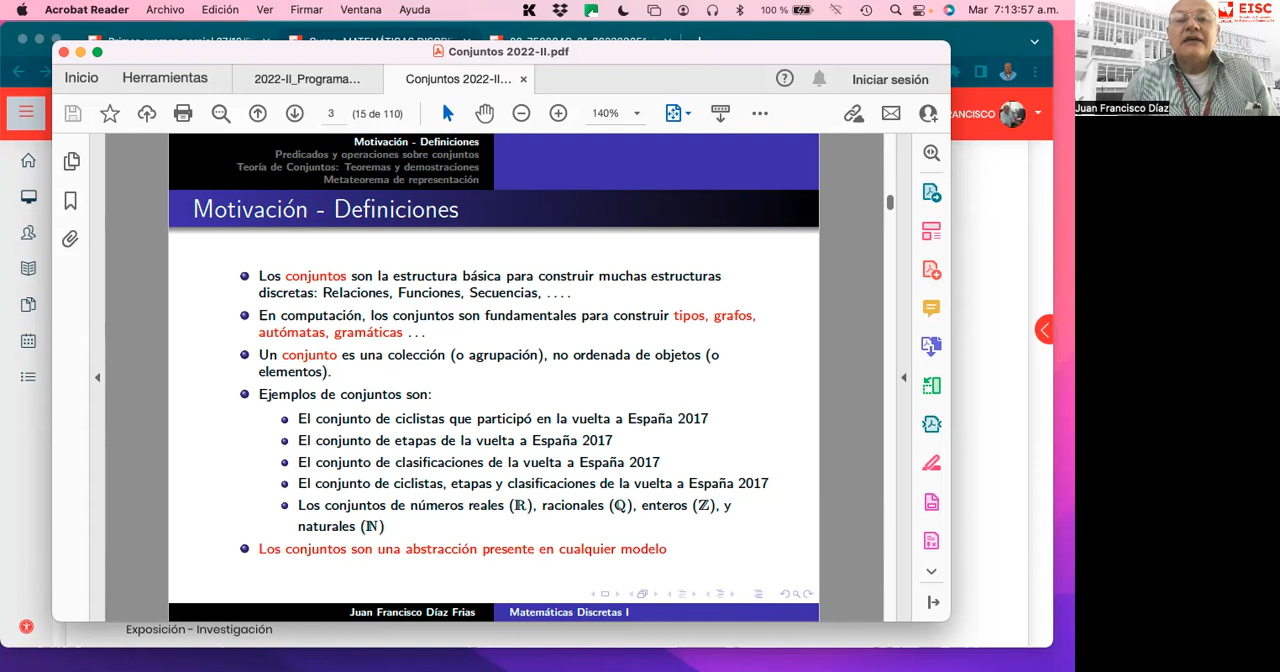 Acrobat Reader Archivo Edición Ver Firmar Ventana Ayuda 100 % Mar 7:13:57 a.m.
EISC
Conjuntos 2022-II.pdf
Inicio Herramientas 2022-II_Programa... Conjuntos 2022-II... × Iniciar sesión
3 (15 de 110) 140%
Juan Francisco Díaz
Motivación - Definiciones
Predicados y operaciones sobre conjuntos
Teoría de Conjuntos: Teoremas y demostraciones
Metateorema de representación
Motivación - Definiciones
Los conjuntos son la estructura básica para construir muchas estructuras
discretas: Relaciones, Funciones, Secuencias, ....
En computación, los conjuntos son fundamentales para construir tipos, grafos,
autómatas, gramáticas ...
Un conjunto es una colección (o agrupación), no ordenada de objetos (o
elementos).
Ejemplos de conjuntos son:
El conjunto de ciclistas que participó en la vuelta a España 2017
El conjunto de etapas de la vuelta a España 2017
El conjunto de clasificaciones de la vuelta a España 2017
El conjunto de ciclistas, etapas y clasificaciones de la vuelta a España 2017
Los conjuntos de números reales (ℝ), racionales (ℚ), enteros (ℤ), y
naturales (ℕ)
Los conjuntos son una abstracción presente en cualquier modelo
Juan Francisco Díaz Frias Matemáticas Discretas I
Exposición - Investigación